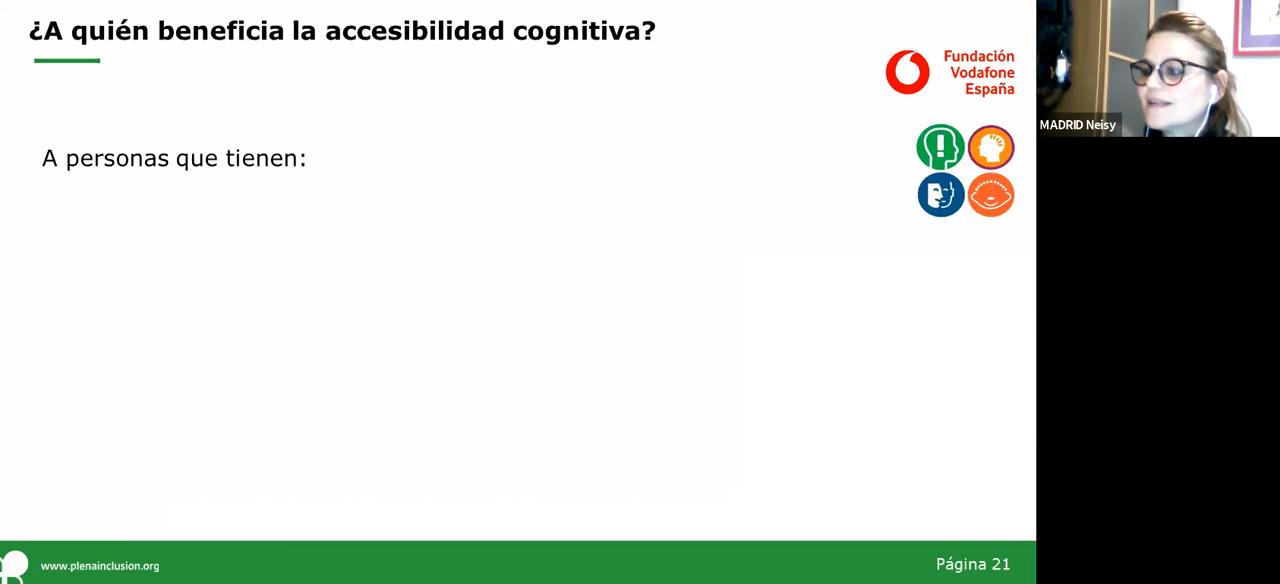 ¿A quién beneficia la accesibilidad cognitiva?
Fundación
Vodafone
España
MADRID Neisy
A personas que tienen:
www.plenainclusion.org
Página 21